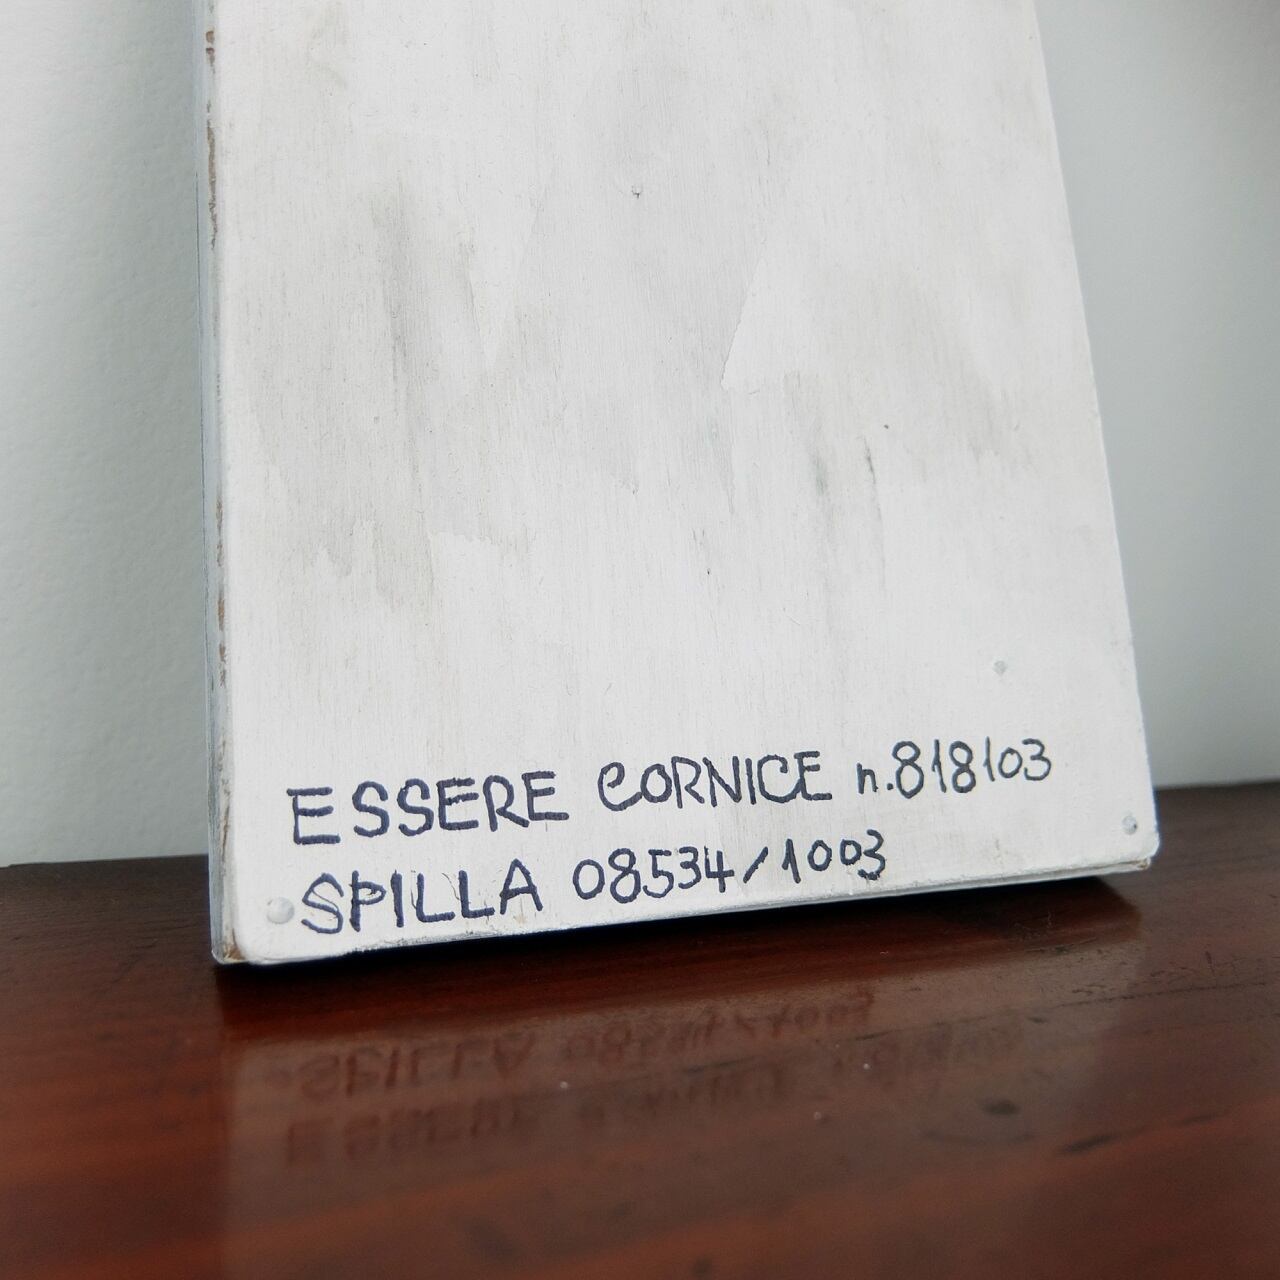 ESSERE CORNICE n.818103
SPILLA 08534/1003